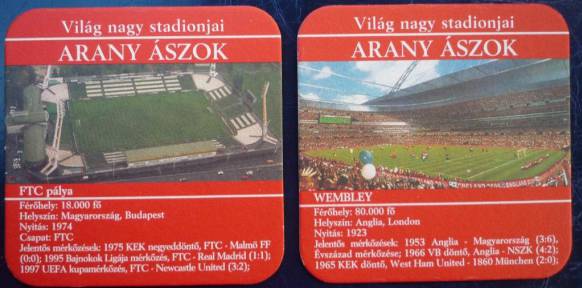 Világ nagy stadionjai
ARANY ÁSZOK
FTC pálya
Férőhely: 18.000 fő
Helyszín: Magyarország, Budapest
Nyitás: 1974
Csapat: FTC
Jelentős mérkőzések: 1975 KEK negyeddöntő, FTC - Malmö FF
(0:0); 1995 Bajnokok Ligája mérkőzés, FTC - Real Madrid (1:1);
1997 UEFA kupamérkőzés, FTC - Newcastle United (3:2);
Világ nagy stadionjai
ARANY ÁSZOK
WEMBLEY
Férőhely: 80.000 fő
Helyszín: Anglia, London
Nyitás: 1923
Jelentős mérkőzések: 1953 Anglia - Magyarország (3:6),
Évszázad mérkőzése; 1966 VB döntő, Anglia - NSZK (4:2);
1965 KEK döntő, West Ham United - 1860 München (2:0);